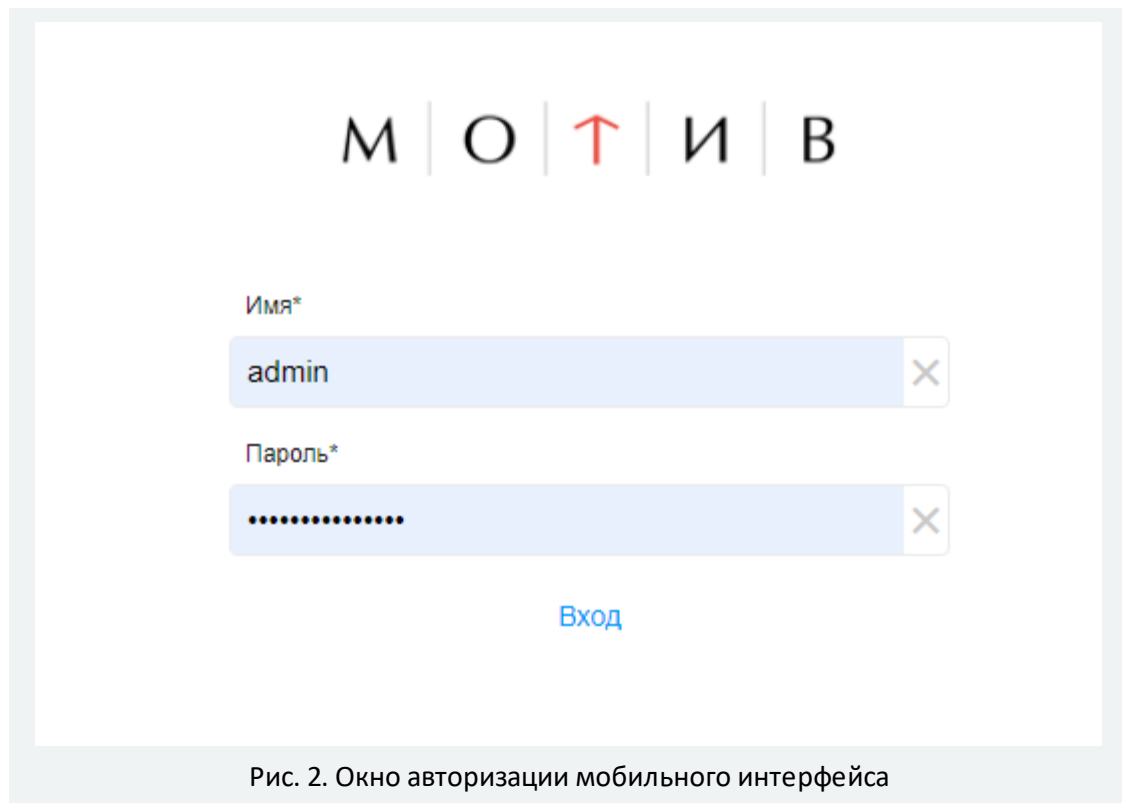 М О Т И В
Имя*
admin
Пароль*
•••••••••••••••
Вход
Рис. 2. Окно авторизации мобильного интерфейса